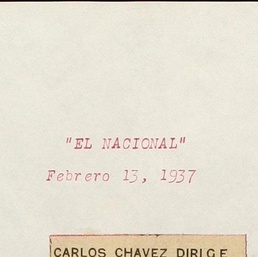 "EL NACIONAL"
Febrero 13, 1937
CARLOS CHAVEZ DIRIGE